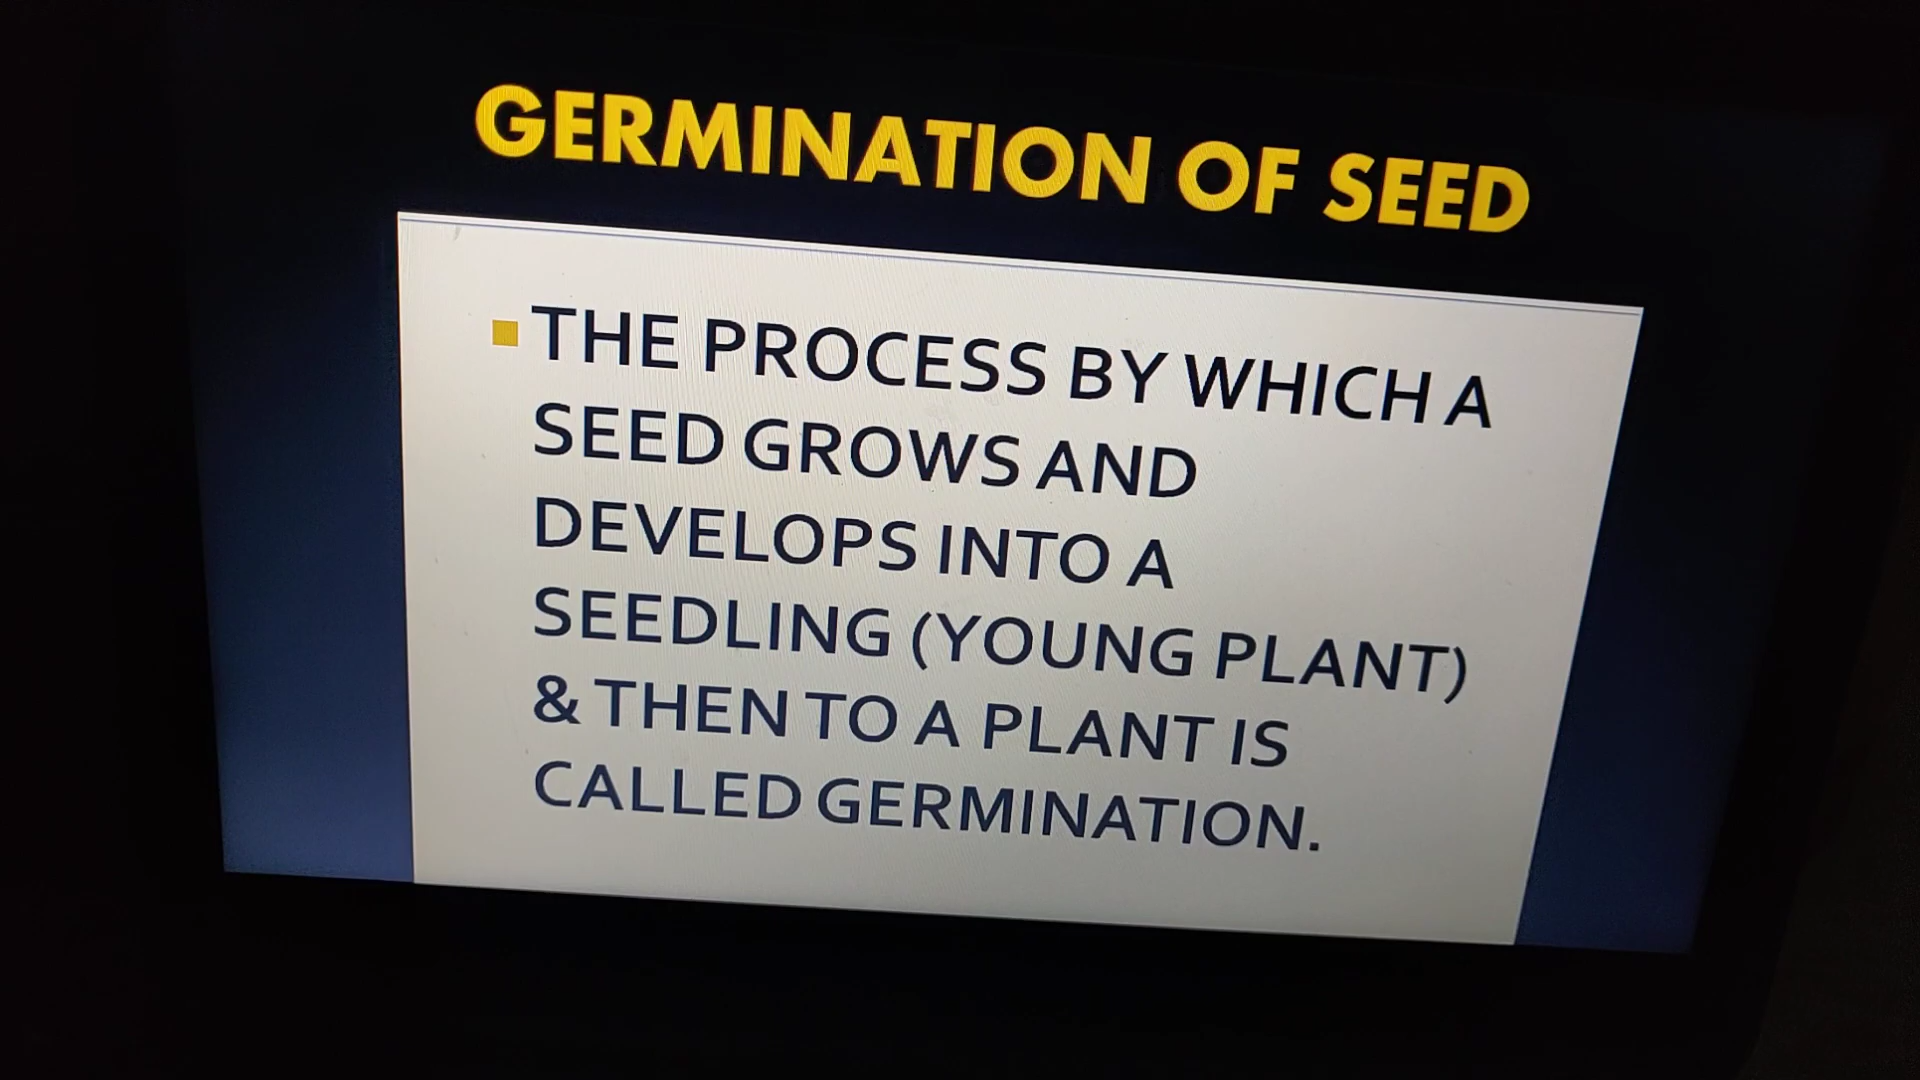 GERMINATION OF SEED
THE PROCESS BY WHICH A
SEED GROWS AND
DEVELOPS INTO A
SEEDLING (YOUNG PLANT)
& THEN TO A PLANT IS
CALLED GERMINATION.